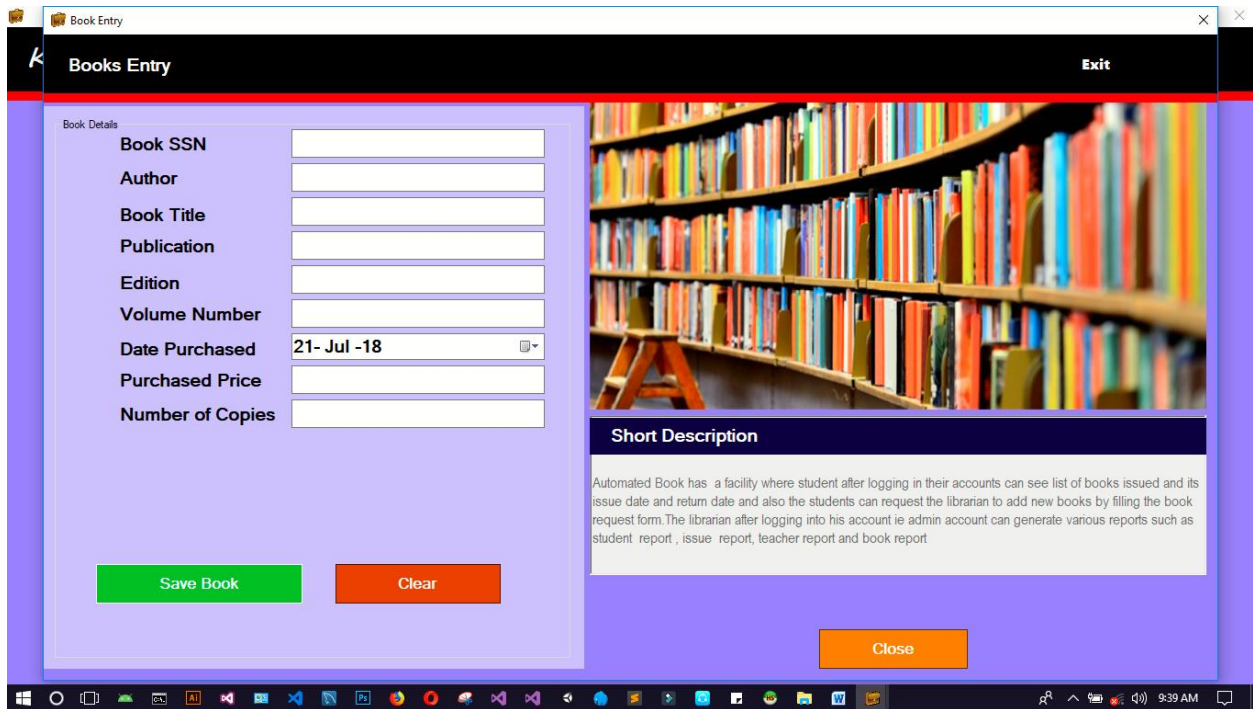 Book Entry
K
Books Entry
Exit
Book Details
Book SSN
Author
Book Title
Publication
Edition
Volume Number
Date Purchased
21- Jul -18
Purchased Price
Number of Copies
Save Book
Clear
Short Description
Automated Book has a facility where student after logging in their accounts can see list of books issued and its
issue date and return date and also the students can request the librarian to add new books by filling the book
request form.The librarian after logging into his account ie admin account can generate various reports such as
student report , issue report, teacher report and book report
Close
Ai
Ps
W
9:39 AM